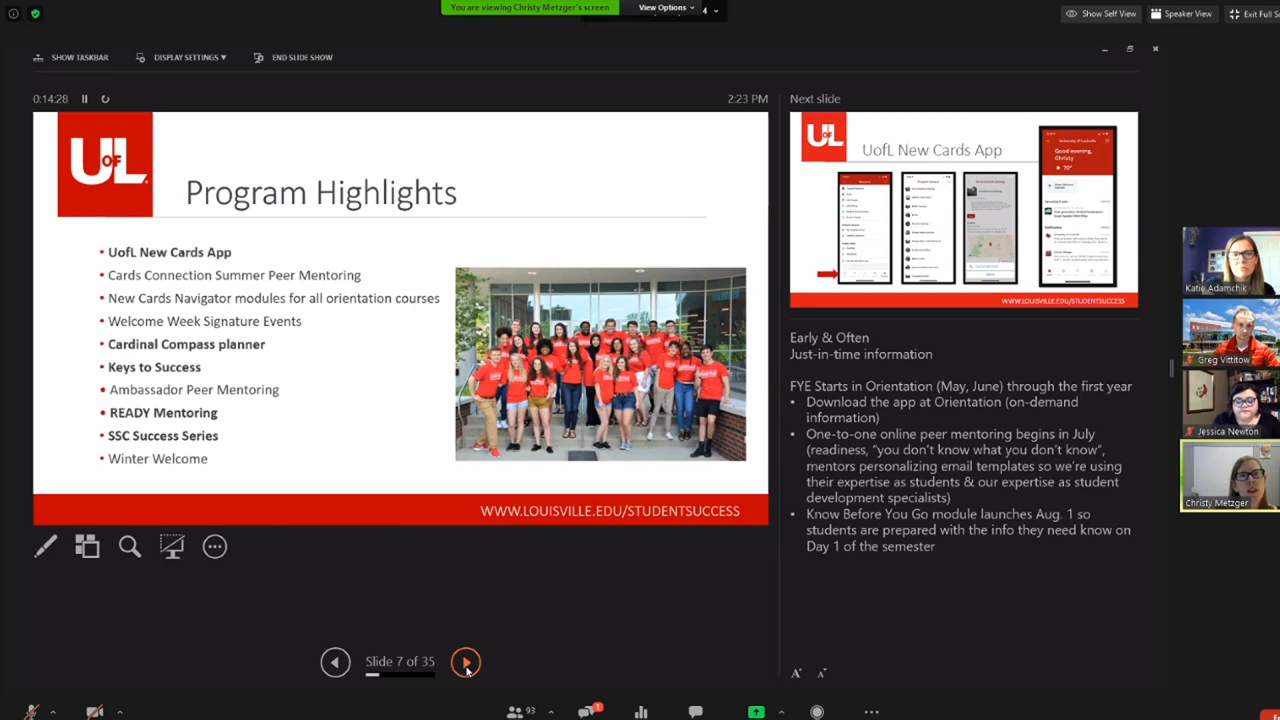 You are viewing Christy Metzger's screen
View Options
4
Show Self View
Speaker View
Exit Full S
SHOW TASKBAR
DISPLAY SETTINGS
END SLIDE SHOW
0:14:28
2:23 PM
Next slide
UOFL
Program Highlights
• UofL New Cards App
• Cards Connection Summer Peer Mentoring
• New Cards Navigator modules for all orientation courses
• Welcome Week Signature Events
• Cardinal Compass planner
• Keys to Success
• Ambassador Peer Mentoring
• READY Mentoring
• SSC Success Series
• Winter Welcome
WWW.LOUISVILLE.EDU/STUDENTSUCCESS
UOFL
UofL New Cards App
Good evening,
Christy
WWW.LOUISVILLE.EDU/STUDENTSUCCESS
Early & Often
Just-in-time information
FYE Starts in Orientation (May, June) through the first year
• Download the app at Orientation (on-demand
information)
• One-to-one online peer mentoring begins in July
(readiness, "you don't know what you don't know",
mentors personalizing email templates so we're using
their expertise as students & our expertise as student
development specialists)
• Know Before You Go module launches Aug. 1 so
students are prepared with the info they need know on
Day 1 of the semester
Katie Adamchik
Greg Vittitow
Jessica Newton
Christy Metzger
Slide 7 of 35
A
A
93
1